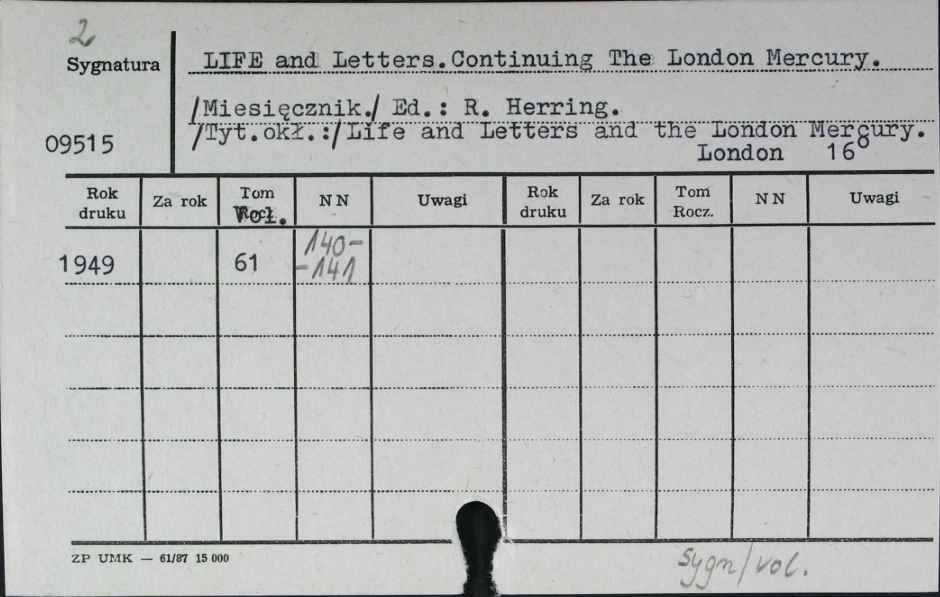 2
Sygnatura
LIFE and Letters. Continuing The London Mercury.
/Miesięcznik./ Ed.: R. Herring.
09515
/Tyt.okł.:/ Life and Letters and the London Mercury.
London 16°
Rok druku Za rok Tom Vol. NN Uwagi Rok druku Za rok Tom Rocz. NN Uwagi
1949 61 140-
-141
ZP UMK — 61/87 15 000
sygn/vol.